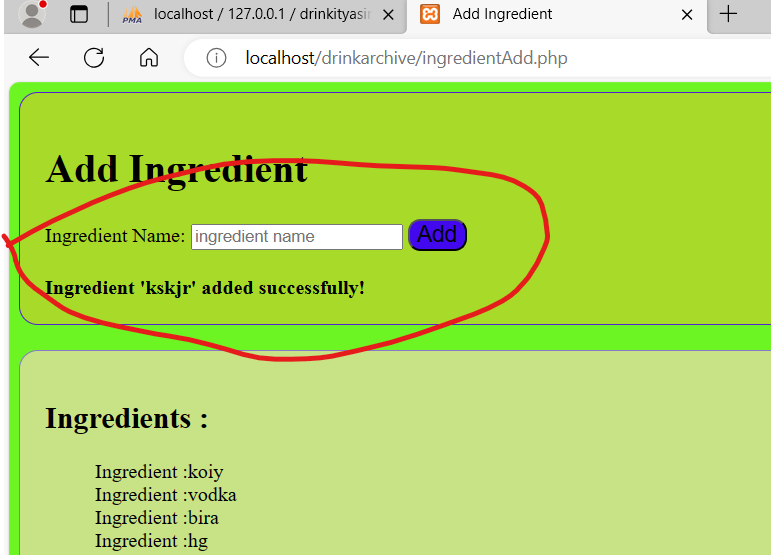 PMA
localhost / 127.0.0.1 /
Add Ingredient
localhost/drinkarchive/ingredientAdd.php
Add Ingredient
Ingredient Name: ingredient name Add
Ingredient 'kskjr' added successfully!
Ingredients :
Ingredient :koiy
Ingredient :vodka
Ingredient :bira
Ingredient :hg